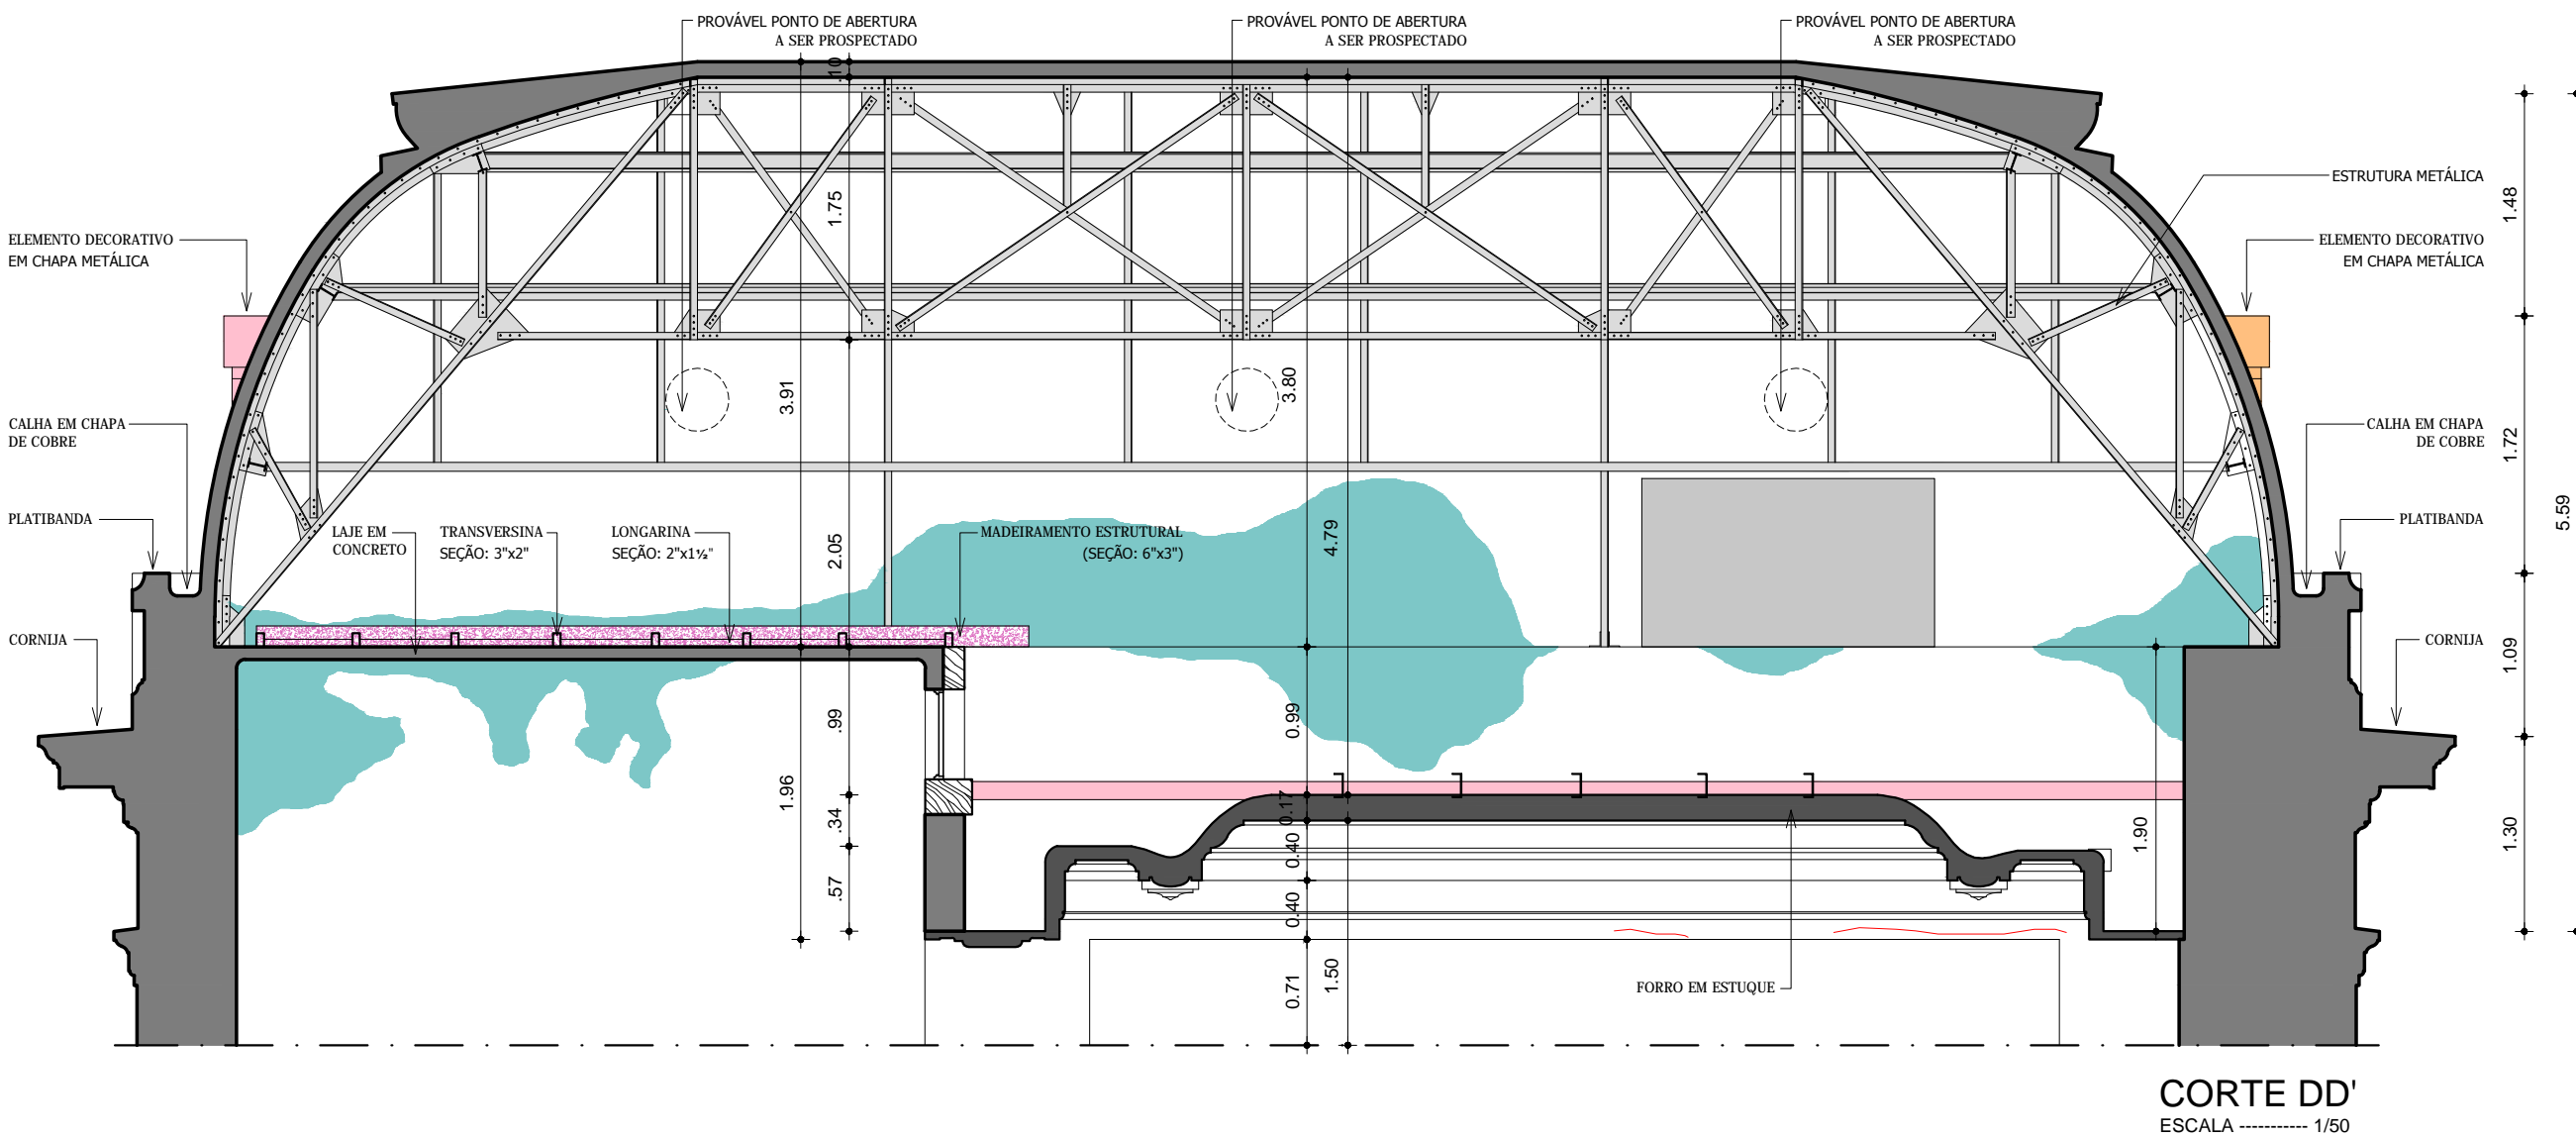 PROVÁVEL PONTO DE ABERTURA
A SER PROSPECTADO
PROVÁVEL PONTO DE ABERTURA
A SER PROSPECTADO
PROVÁVEL PONTO DE ABERTURA
A SER PROSPECTADO
.10
1.75
3.91
3.80
2.05
4.79
ESTRUTURA METÁLICA
ELEMENTO DECORATIVO
EM CHAPA METÁLICA
ELEMENTO DECORATIVO
EM CHAPA METÁLICA
CALHA EM CHAPA
DE COBRE
CALHA EM CHAPA
DE COBRE
PLATIBANDA
PLATIBANDA
LAJE EM
CONCRETO
TRANSVERSINA
SEÇÃO: 3"x2"
LONGARINA
SEÇÃO: 2"x1½"
MADEIRAMENTO ESTRUTURAL
(SEÇÃO: 6"x3")
CORNIJA
CORNIJA
1.48
1.72
5.59
1.09
1.30
.99
1.96
.34
.57
0.99
0.17
0.40
0.40
0.71
1.50
1.90
FORRO EM ESTUQUE
CORTE DD'
ESCALA ----------- 1/50